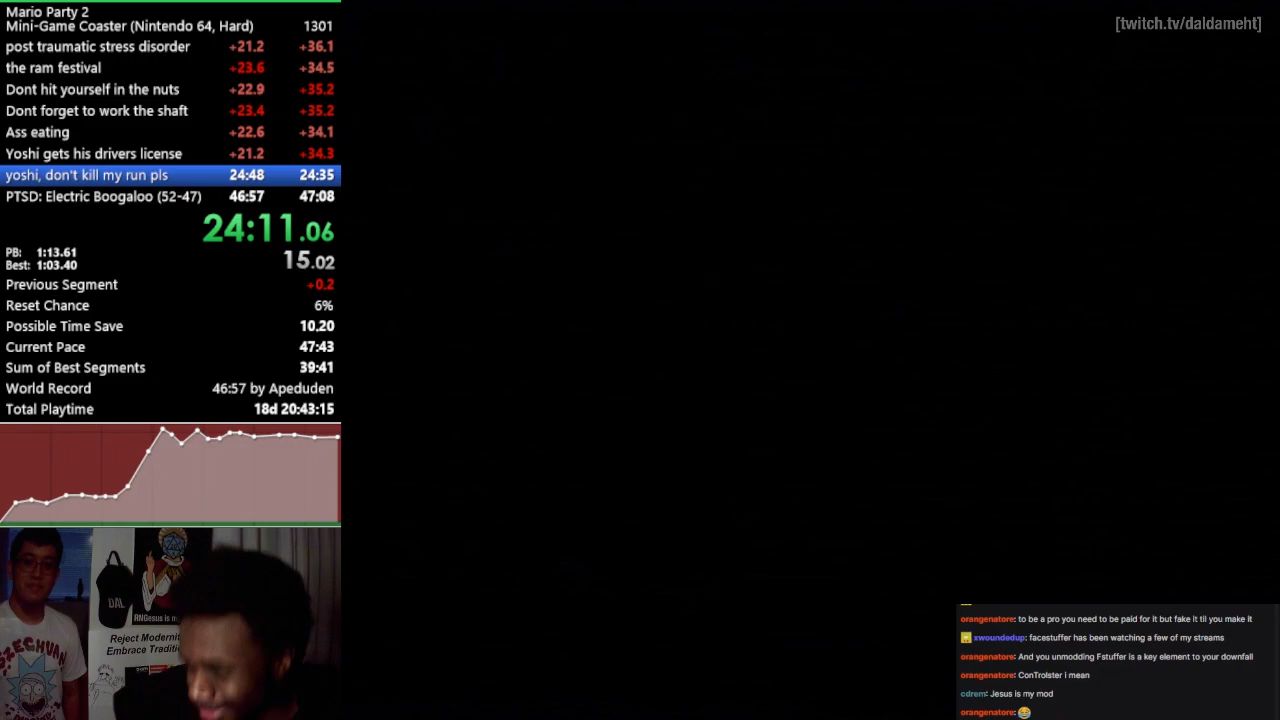 Mario Party 2
Mini-Game Coaster (Nintendo 64, Hard) 1301
post traumatic stress disorder +21.2 +36.1
the ram festival +23.6 +34.5
Dont hit yourself in the nuts +22.9 +35.2
Dont forget to work the shaft +23.4 +35.2
Ass eating +22.6 +34.1
Yoshi gets his drivers license +21.2 +34.3
yoshi, don't kill my run pls 24:48 24:35
PTSD: Electric Boogaloo (52-47) 46:57 47:08
24:11.06
PB: 1:13.61
Best: 1:03.40
15.02
Previous Segment +0.2
Reset Chance 6%
Possible Time Save 10.20
Current Pace 47:43
Sum of Best Segments 39:41
World Record 46:57 by Apeduden
Total Playtime 18d 20:43:15
[twitch.tv/daldameht]
DAL
RNGesus is m
Reject Modernit
Embrace Traditi
SZECHUAN
orangenatore: to be a pro you need to be paid for it but fake it til you make it
xwoundedup: facestuffer has been watching a few of my streams
orangenatore: And you unmodding Fstuffer is a key element to your downfall
orangenatore: ConTrolster i mean
cdrem: Jesus is my mod
orangenatore: 😂